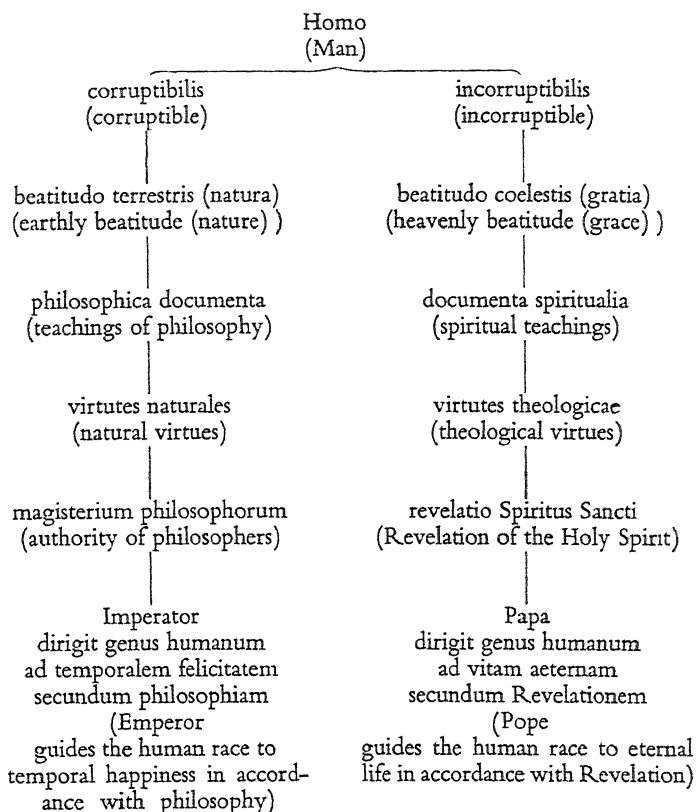 Homo
(Man)
corruptibilis
(corruptible)
incorruptibilis
(incorruptible)
beatitudo terrestris (natura)
(earthly beatitude (nature) )
beatitudo coelestis (gratia)
(heavenly beatitude (grace) )
philosophica documenta
(teachings of philosophy)
documenta spiritualia
(spiritual teachings)
virtutes naturales
(natural virtues)
virtutes theologicae
(theological virtues)
magisterium philosophorum
(authority of philosophers)
revelatio Spiritus Sancti
(Revelation of the Holy Spirit)
Imperator
dirigit genus humanum
ad temporalem felicitatem
secundum philosophiam
(Emperor
guides the human race to
temporal happiness in accord-
ance with philosophy)
Papa
dirigit genus humanum
ad vitam aeternam
secundum Revelationem
(Pope
guides the human race to eternal
life in accordance with Revelation)